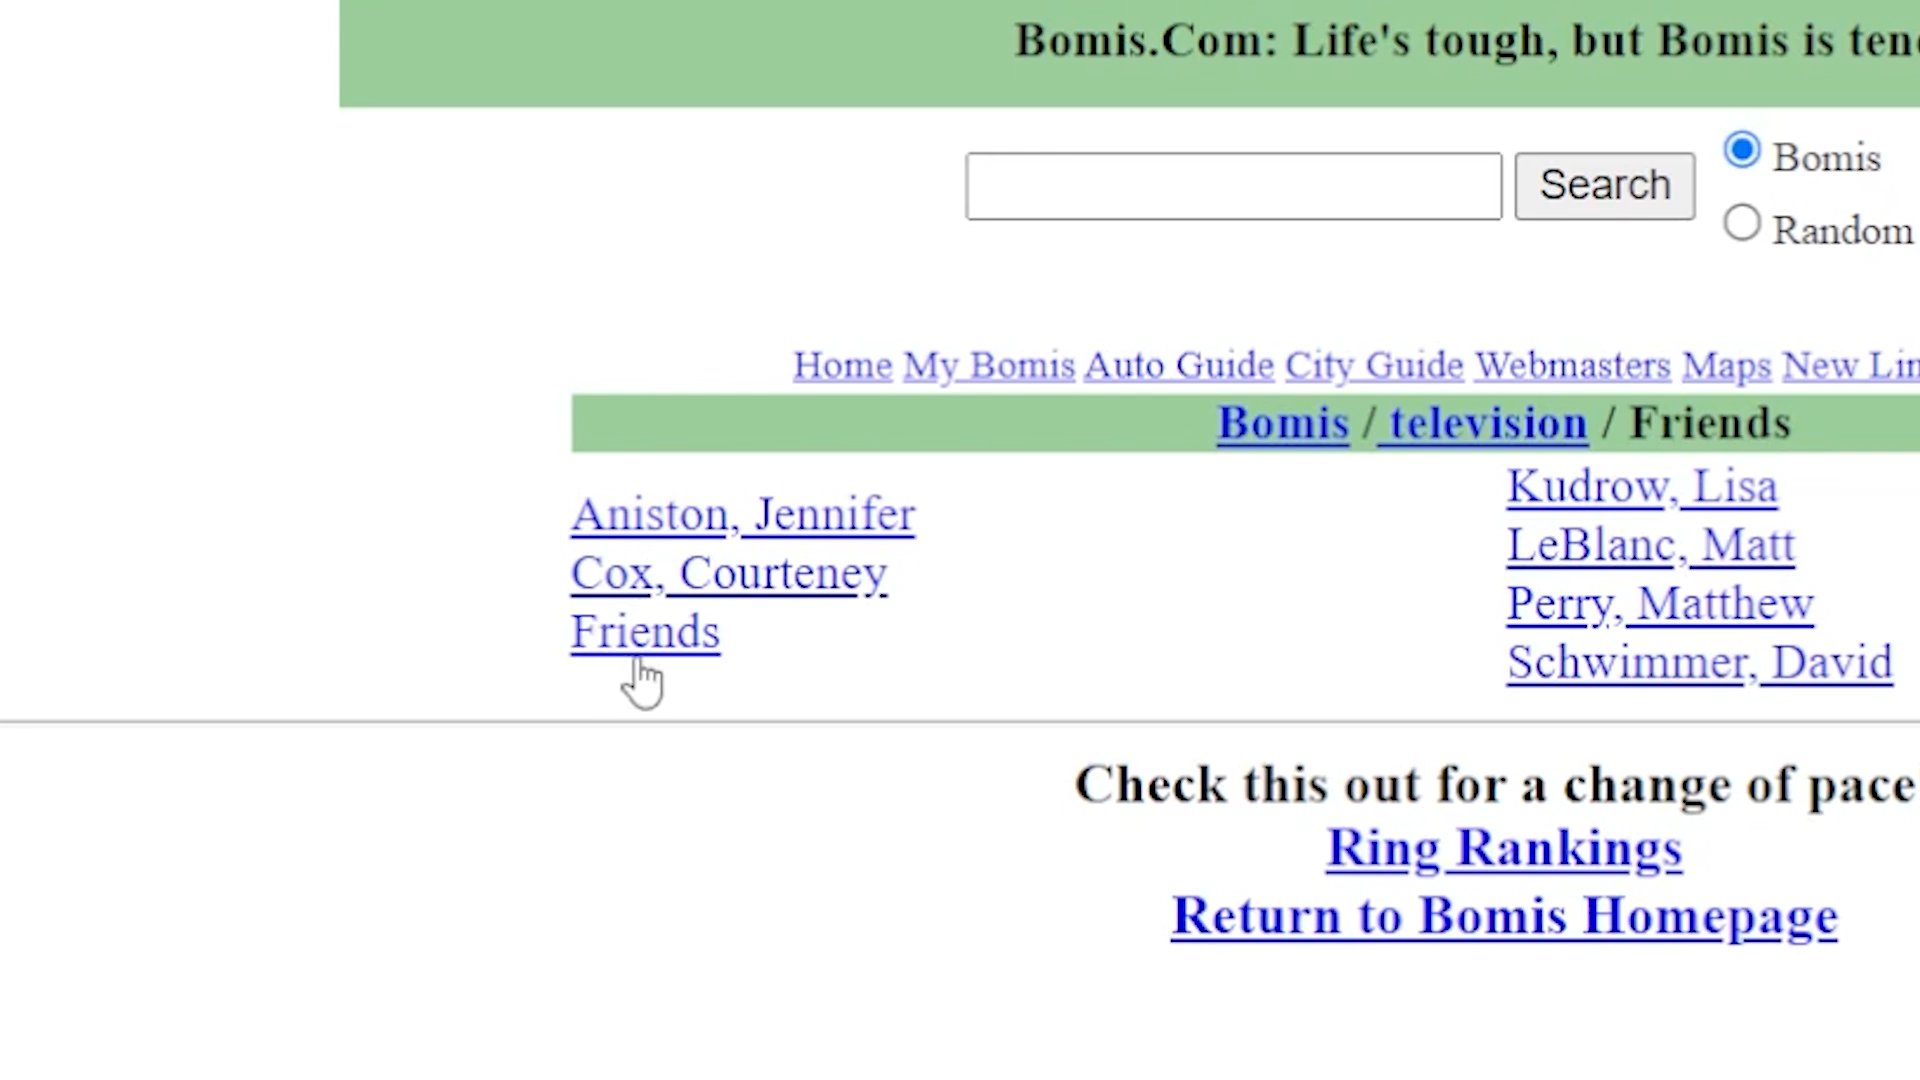 Bomis.Com: Life's tough, but Bomis is
Search
Bomis
Random
Home My Bomis Auto Guide City Guide Webmasters Maps New
Bomis / television / Friends
Aniston, Jennifer
Cox, Courteney
Friends
Kudrow, Lisa
LeBlanc, Matt
Perry, Matthew
Schwimmer, David
Check this out for a change of pace
Ring Rankings
Return to Bomis Homepage